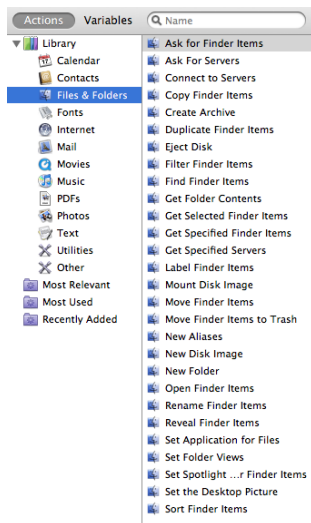 Actions Variables Name
Library
Calendar
Contacts
Files & Folders
Fonts
Internet
Mail
Movies
Music
PDFs
Photos
Text
Utilities
Other
Most Relevant
Most Used
Recently Added
Ask for Finder Items
Ask For Servers
Connect to Servers
Copy Finder Items
Create Archive
Duplicate Finder Items
Eject Disk
Filter Finder Items
Find Finder Items
Get Folder Contents
Get Selected Finder Items
Get Specified Finder Items
Get Specified Servers
Label Finder Items
Mount Disk Image
Move Finder Items
Move Finder Items to Trash
New Aliases
New Disk Image
New Folder
Open Finder Items
Rename Finder Items
Reveal Finder Items
Set Application for Files
Set Folder Views
Set Spotlight ...r Finder Items
Set the Desktop Picture
Sort Finder Items